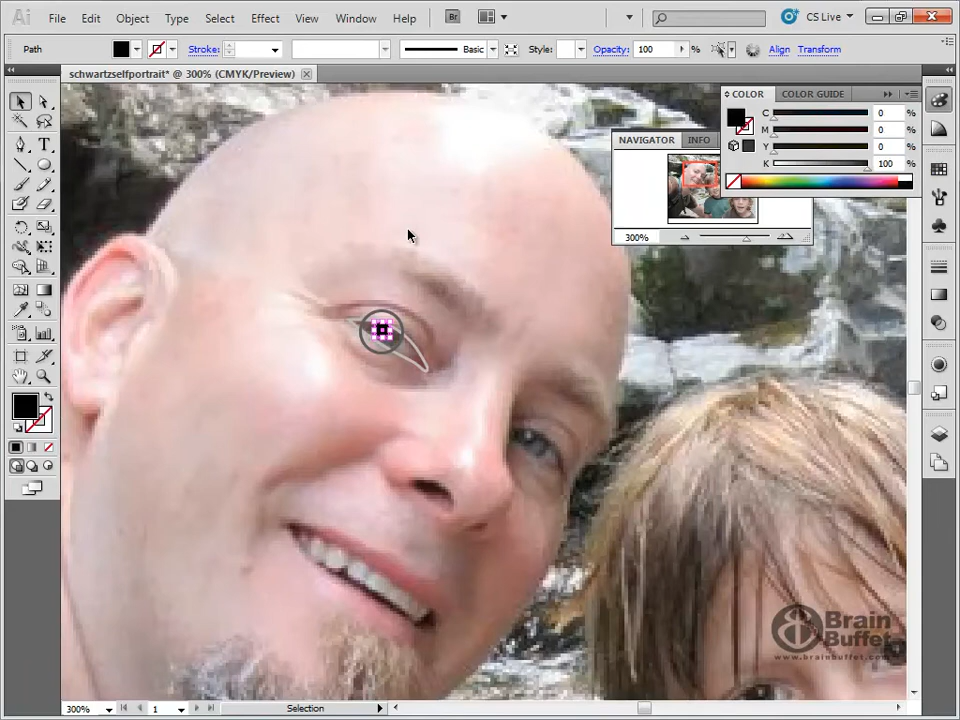 Ai File Edit Object Type Select Effect View Window Help Br CS Live
Path Stroke: Basic Style: Opacity: 100 % Align Transform
schwartzselfportrait* @ 300% (CMYK/Preview)
COLOR COLOR GUIDE
C 0 %
M 0 %
Y 0 %
K 100 %
NAVIGATOR INFO
300%
T
Brain
Buffet
www.brainbuffet.com
300% 1 Selection